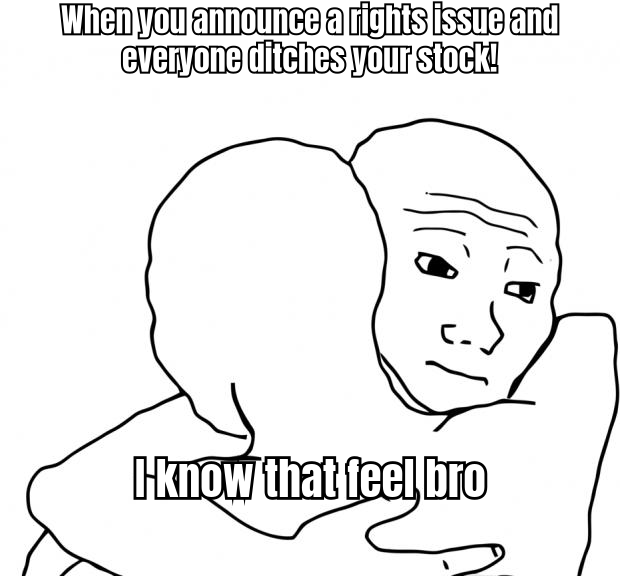 When you announce a rights issue and
everyone ditches your stock!
I know that feel bro